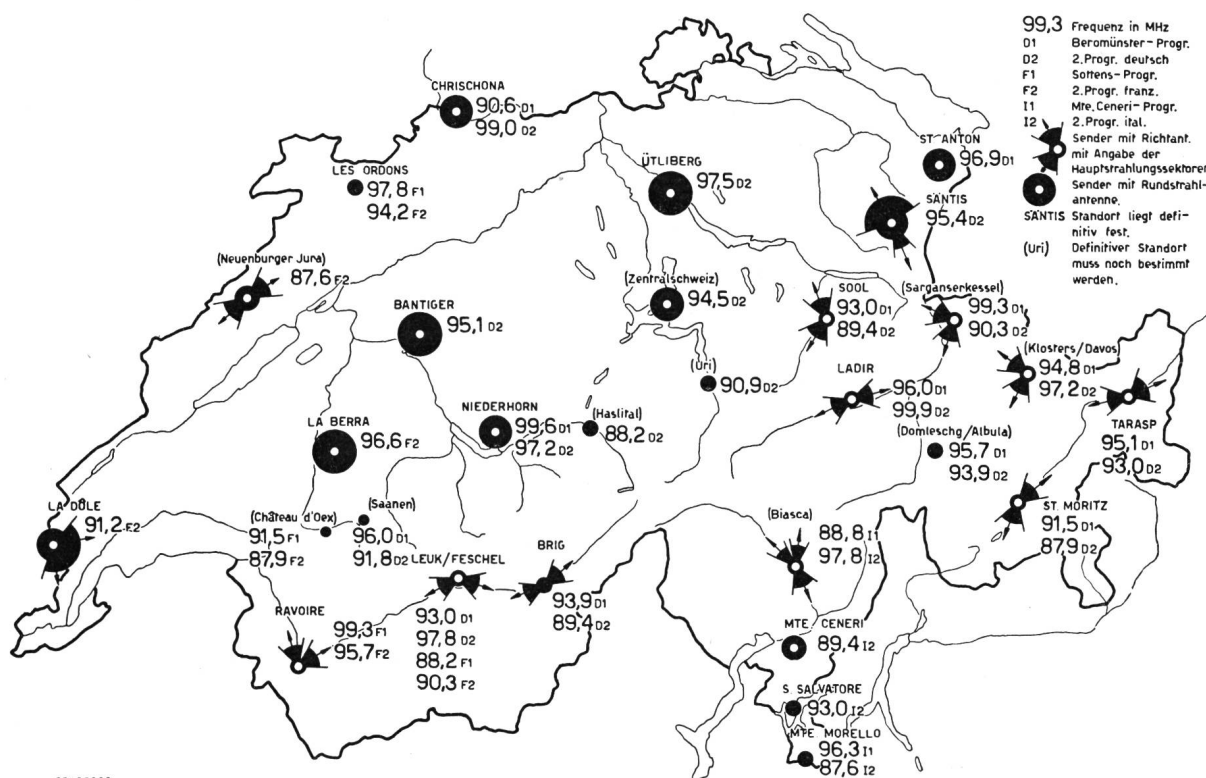 99,3 Frequenz in MHz
D1 Beromünster-Progr.
D2 2.Progr. deutsch
F1 Sottens-Progr.
F2 2.Progr. franz.
I1 Mte.Ceneri-Progr.
I2 2.Progr. ital.
Sender mit Richtant.
mit Angabe der
Hauptstrahlungssektoren
Sender mit Rundstrahl-
antenne.
SÄNTIS Standort liegt defi-
nitiv fest.
(Uri) Definitiver Standort
muss noch bestimmt
werden.
CHRISCHONA
90,6 D1
99,0 D2
LES ORDONS
97,8 F1
94,2 F2
ÜTLIBERG
97,5 D2
ST. ANTON
96,9 D1
SÄNTIS
95,4 D2
(Neuenburger Jura)
87,6 F2
BANTIGER
95,1 D2
(Zentralschweiz)
94,5 D2
SOOL
93,0 D1
89,4 D2
(Sarganserkessel)
99,3 D1
90,3 D2
(Klosters/Davos)
94,8 D1
97,2 D2
(Uri)
90,9 D2
LADIR
96,0 D1
99,9 D2
TARASP
95,1 D1
93,0 D2
LA BERRA
96,6 F2
NIEDERHORN
99,6 D1
97,2 D2
(Haslital)
88,2 D2
(Domleschg/Albula)
95,7 D1
93,9 D2
ST. MORITZ
91,5 D1
87,9 D2
LA DÔLE
91,2 F2
(Château d'Oex)
91,5 F1
87,9 F2
(Saanen)
96,0 D1
91,8 D2
(Biasca)
88,8 I1
97,8 I2
LEUK/FESCHEL
93,0 D1
97,8 D2
88,2 F1
90,3 F2
BRIG
93,9 D1
89,4 D2
RAVOIRE
99,3 F1
95,7 F2
MTE. CENERI
89,4 I2
S. SALVATORE
93,0 I2
MTE. MORELLO
96,3 I1
87,6 I2